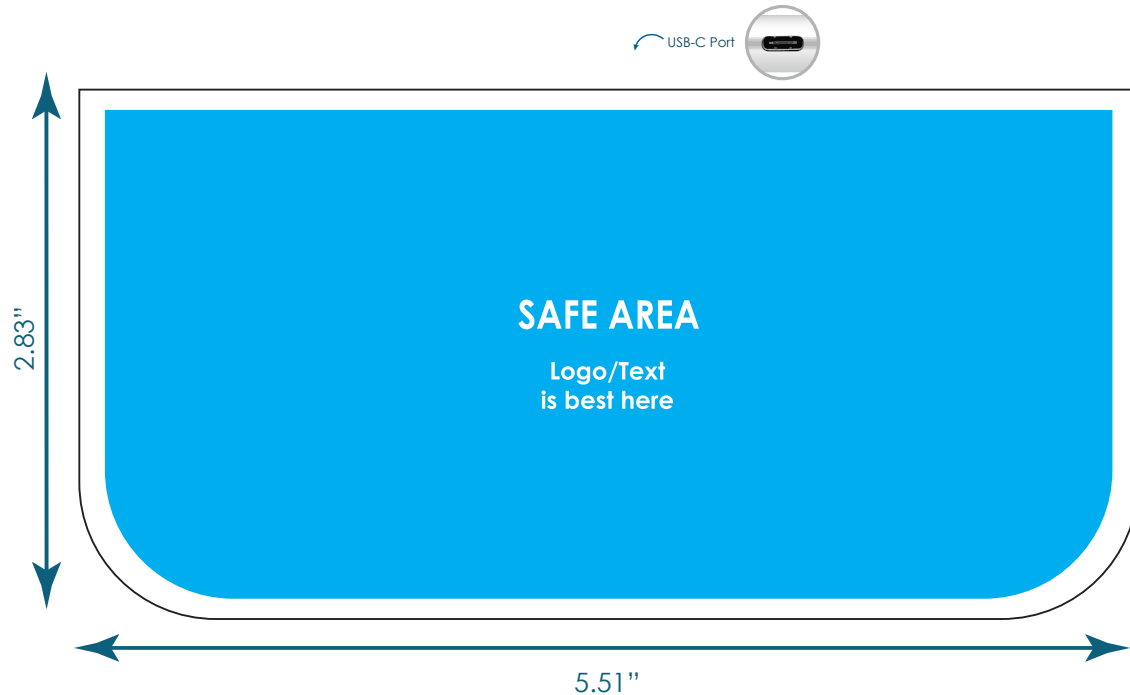 USB-C Port
2.83”
SAFE AREA
Logo/Text
is best here
5.51”